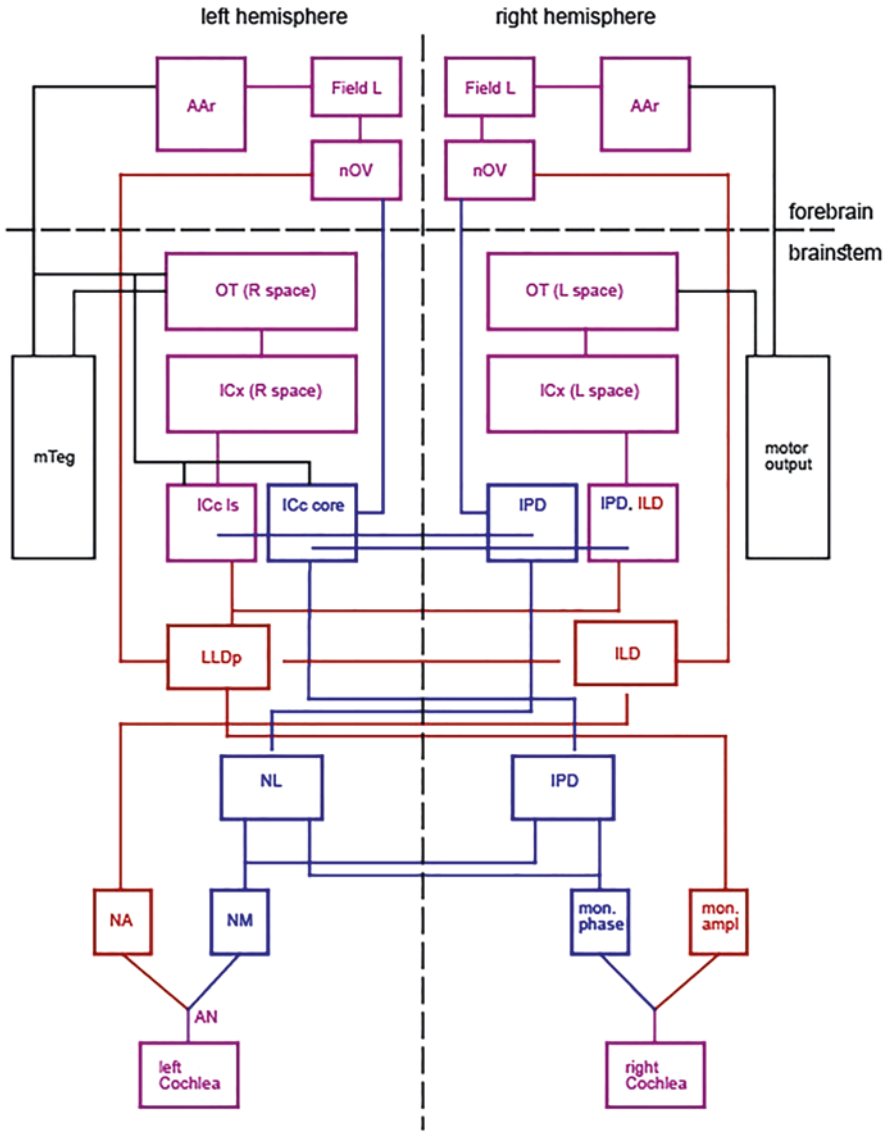 left hemisphere
right hemisphere
AAr
Field L
Field L
AAr
nOV
nOV
forebrain
brainstem
OT (R space)
OT (L space)
ICx (R space)
ICx (L space)
mTeg
motor
output
ICc ls
ICc core
IPD
IPD. ILD
LLDp
ILD
NL
IPD
NA
NM
mon.
phase
mon.
ampl
AN
left
Cochlea
right
Cochlea